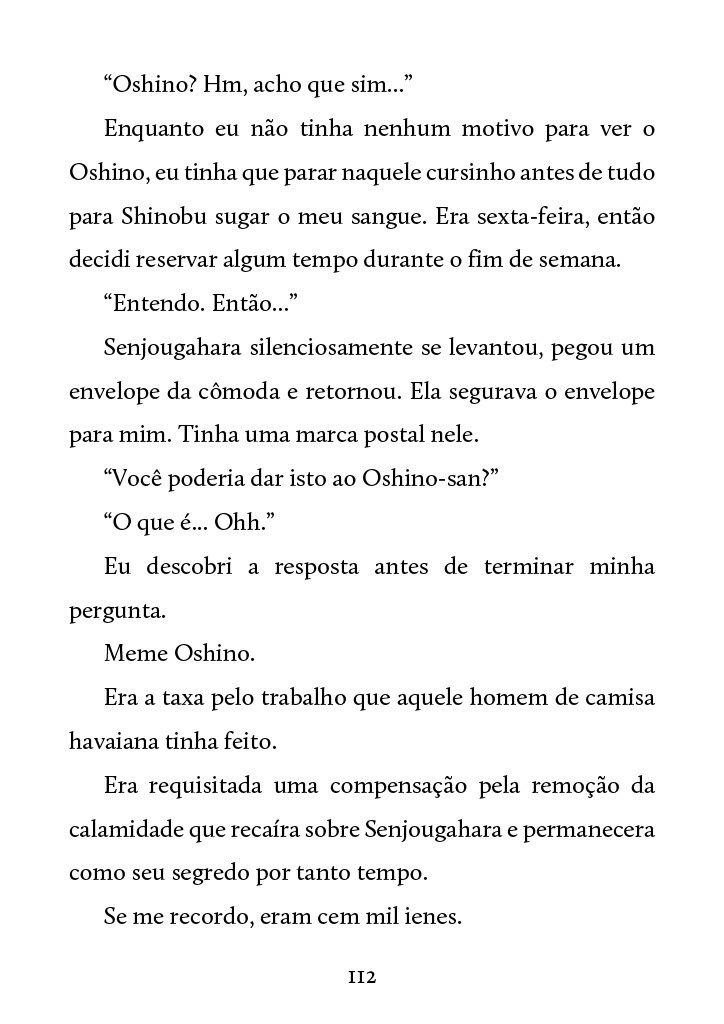 “Oshino? Hm, acho que sim...”
Enquanto eu não tinha nenhum motivo para ver o
Oshino, eu tinha que parar naquele cursinho antes de tudo
para Shinobu sugar o meu sangue. Era sexta-feira, então
decidi reservar algum tempo durante o fim de semana.
“Entendo. Então...”
Senjougahara silenciosamente se levantou, pegou um
envelope da cômoda e retornou. Ela segurava o envelope
para mim. Tinha uma marca postal nele.
“Você poderia dar isto ao Oshino-san?”
“O que é... Ohh.”
Eu descobri a resposta antes de terminar minha
pergunta.
Meme Oshino.
Era a taxa pelo trabalho que aquele homem de camisa
havaiana tinha feito.
Era requisitada uma compensação pela remoção da
calamidade que recaíra sobre Senjougahara e permanecera
como seu segredo por tanto tempo.
Se me recordo, eram cem mil ienes.
112